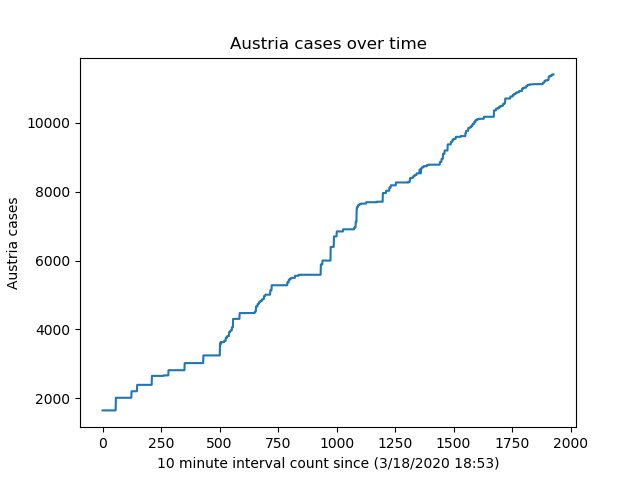 Austria cases over time
10000
8000
6000
4000
2000
Austria cases
0 250 500 750 1000 1250 1500 1750 2000
10 minute interval count since (3/18/2020 18:53)